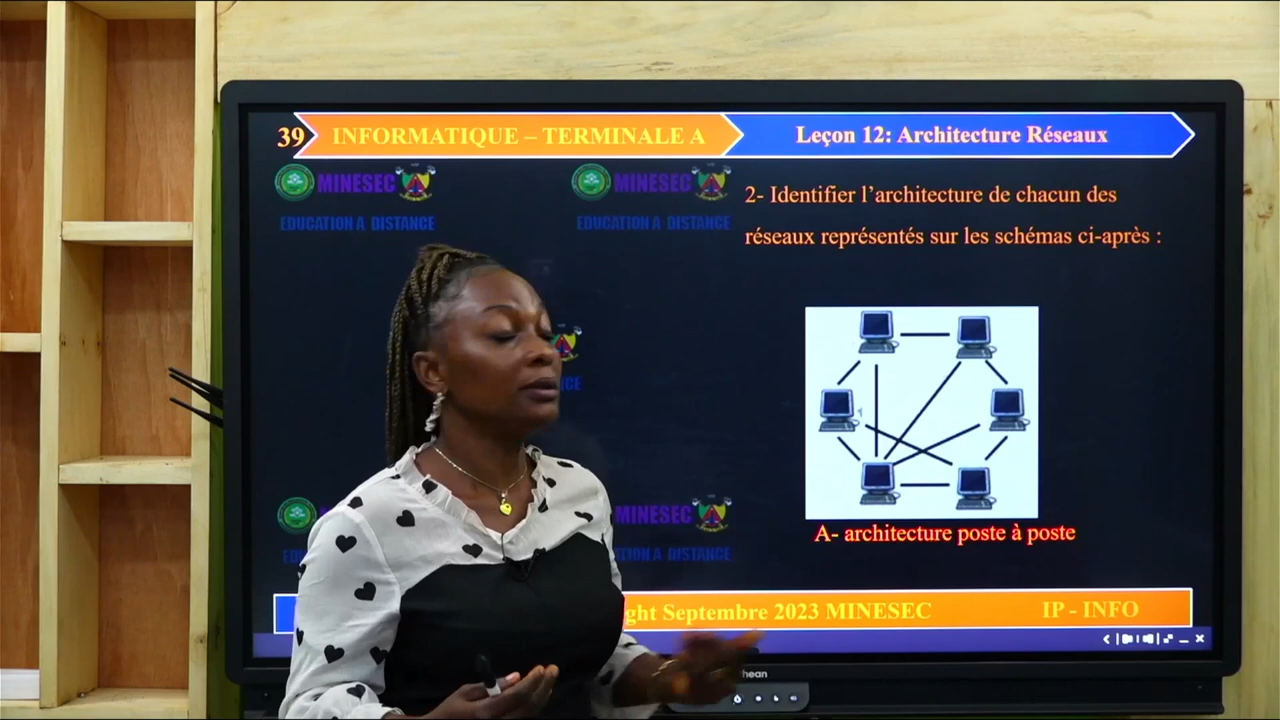 39 INFORMATIQUE – TERMINALE A
Leçon 12: Architecture Réseaux
MINESEC
EDUCATION A DISTANCE
MINESEC
EDUCATION A DISTANCE
2- Identifier l'architecture de chacun des
réseaux représentés sur les schémas ci-après :
MINESEC
A- architecture poste à poste
Septembre 2023 MINESEC
IP - INFO